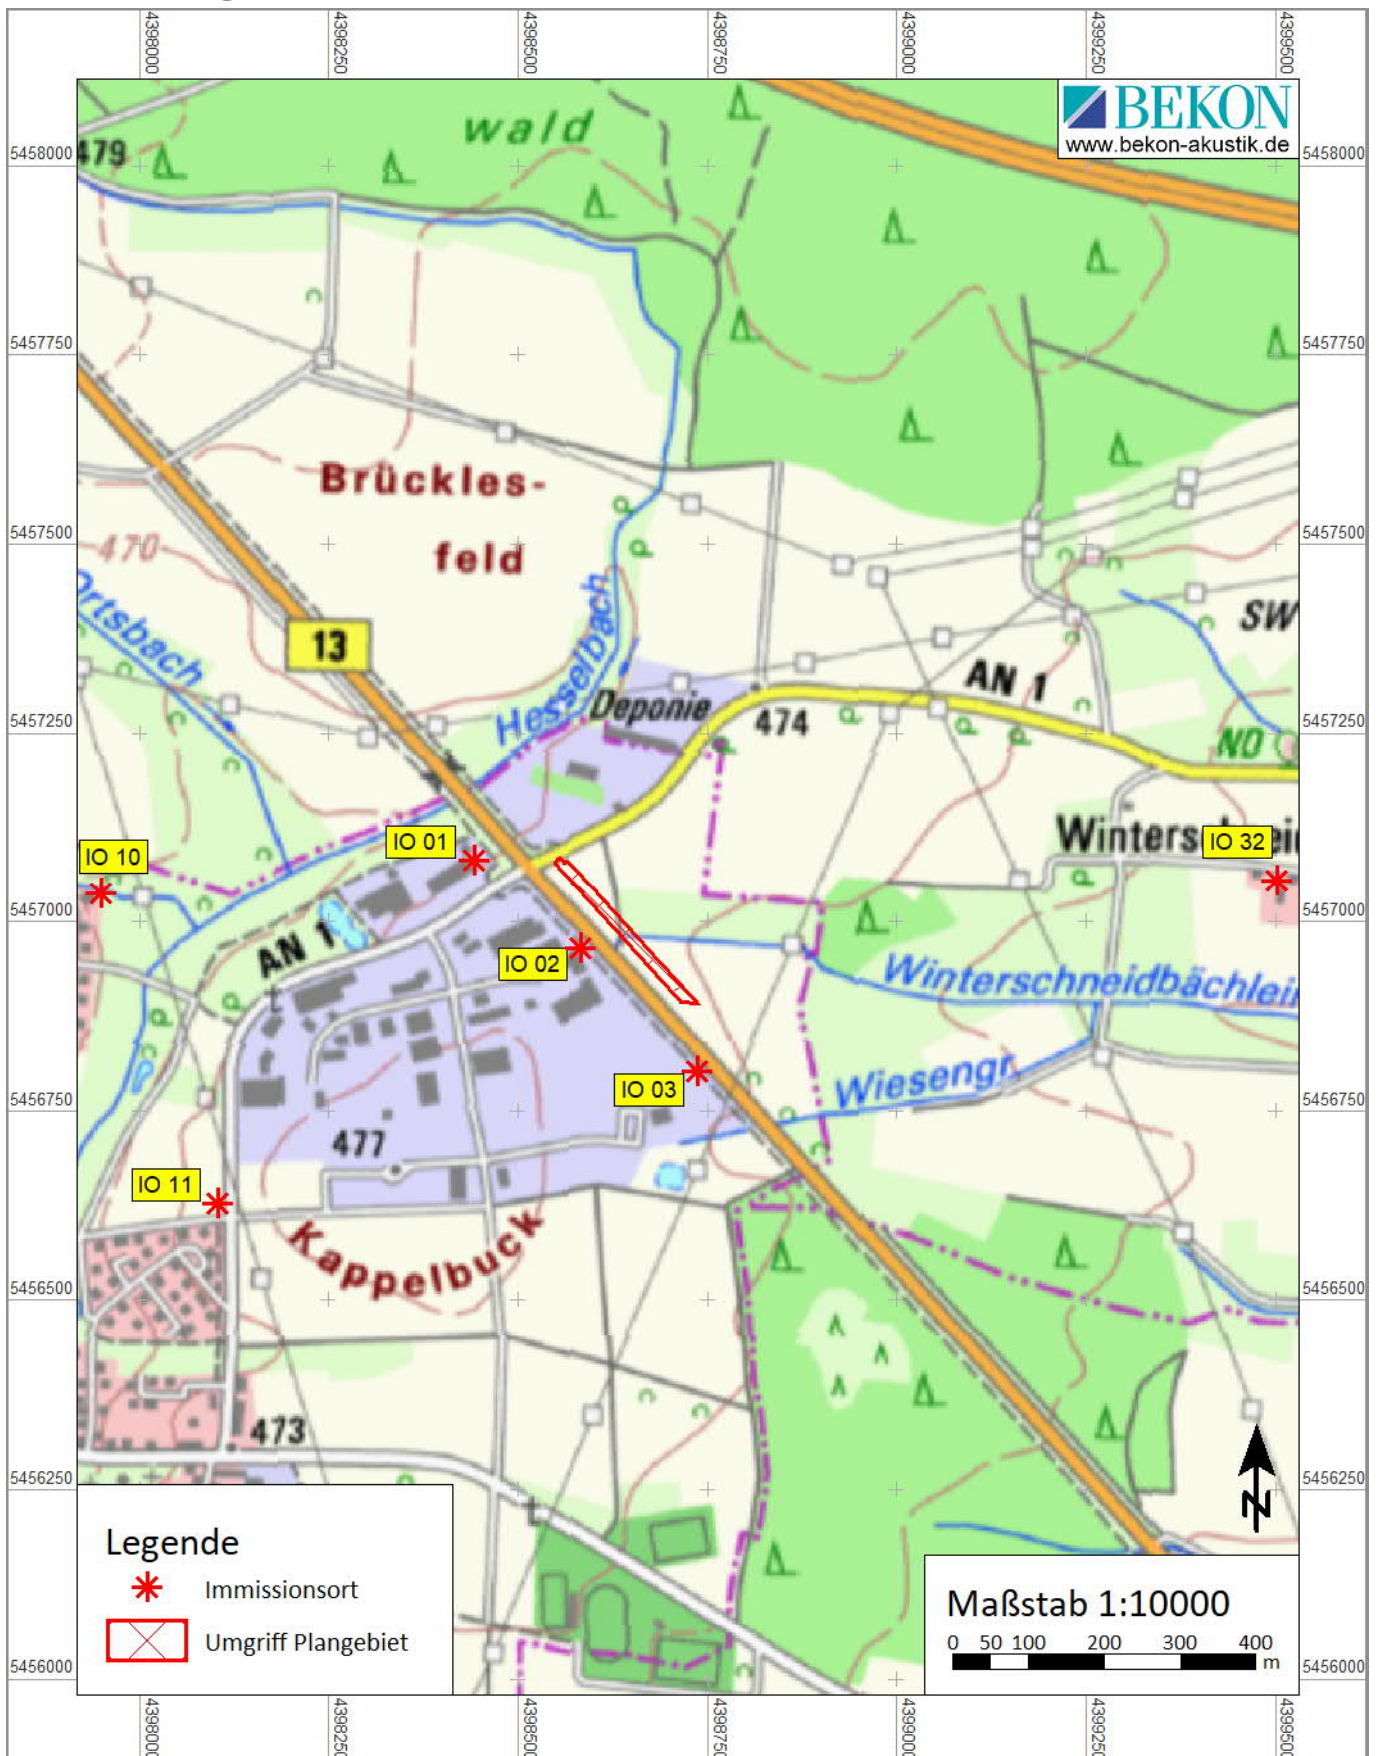 4398000
4398250
4398500
4398750
4399000
4399250
4399500
BEKON
www.bekon-akustik.de
wald
5458000
479
5458000
5457750
5457750
Brückles-
feld
5457500
470
5457500
ortsbach
13
Hesselbach
SW
AN 1
Deponie
474
5457250
5457250
ND
IO 01
IO 10
Winterschnei
IO 32
5457000
5457000
AN 1
IO 02
Winterschneidbächlein
IO 03
Wiesengr.
5456750
5456750
477
IO 11
Kappelbuck
5456500
5456500
473
5456250
5456250
N
Legende
Immissionsort
Umgriff Plangebiet
Maßstab 1:10000
0 50 100 200 300 400
m
5456000
5456000
4398000
4398250
4398500
4398750
4399000
4399250
4399500